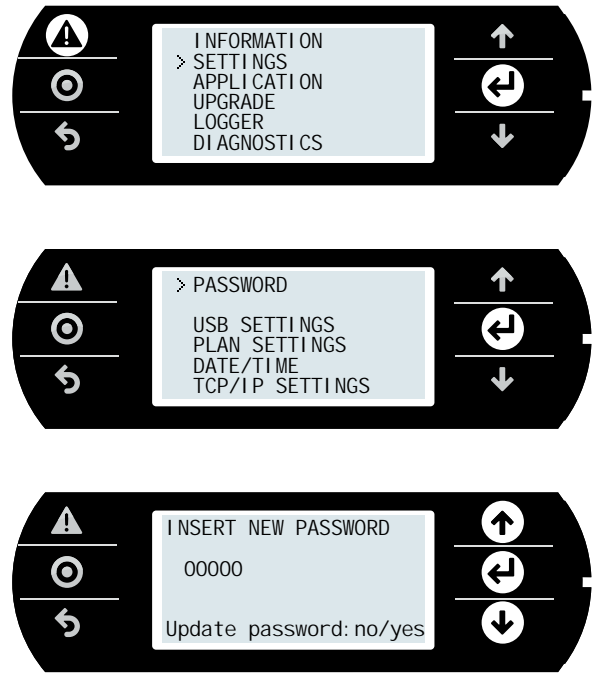 INFORMATION
> SETTINGS
APPLICATION
UPGRADE
LOGGER
DIAGNOSTICS
> PASSWORD
USB SETTINGS
PLAN SETTINGS
DATE/TIME
TCP/IP SETTINGS
INSERT NEW PASSWORD
00000
Update password:no/yes